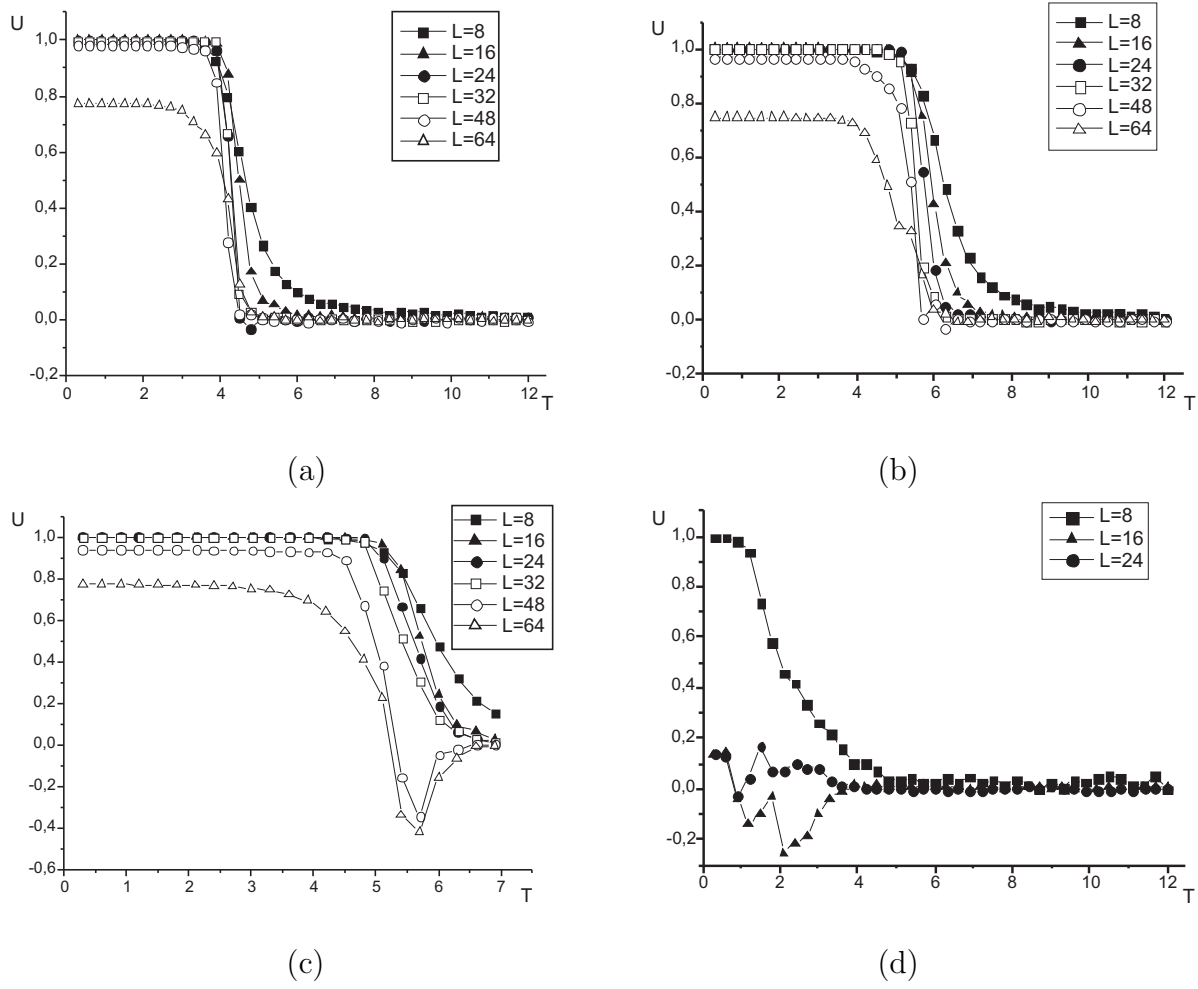 U
1,0
0,8
0,6
0,4
0,2
0,0
-0,2
0 2 4 6 8 10 12
T
L=8
L=16
L=24
L=32
L=48
L=64
(a)
U
1,0
0,8
0,6
0,4
0,2
0,0
-0,2
0 2 4 6 8 10 12
T
L=8
L=16
L=24
L=32
L=48
L=64
(b)
U
1,0
0,8
0,6
0,4
0,2
0,0
-0,2
-0,4
-0,6
0 1 2 3 4 5 6 7
T
L=8
L=16
L=24
L=32
L=48
L=64
(c)
U
1,0
0,8
0,6
0,4
0,2
0,0
-0,2
0 2 4 6 8 10 12
T
L=8
L=16
L=24
(d)